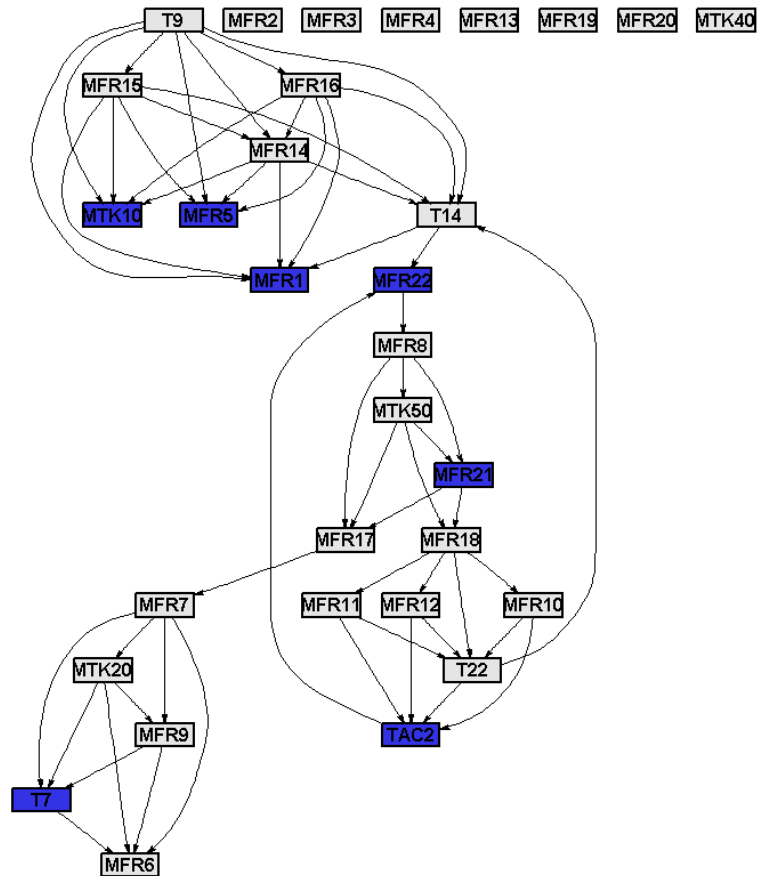 T9 MFR2 MFR3 MFR4 MFR13 MFR19 MFR20 MTK40
MFR15 MFR16
MFR14
MTK10 MFR5 T14
MFR1 MFR22
MFR8
MTK50
MFR21
MFR17 MFR18
MFR7 MFR11 MFR12 MFR10
MTK20 T22
MFR9 TAC2
T7
MFR6